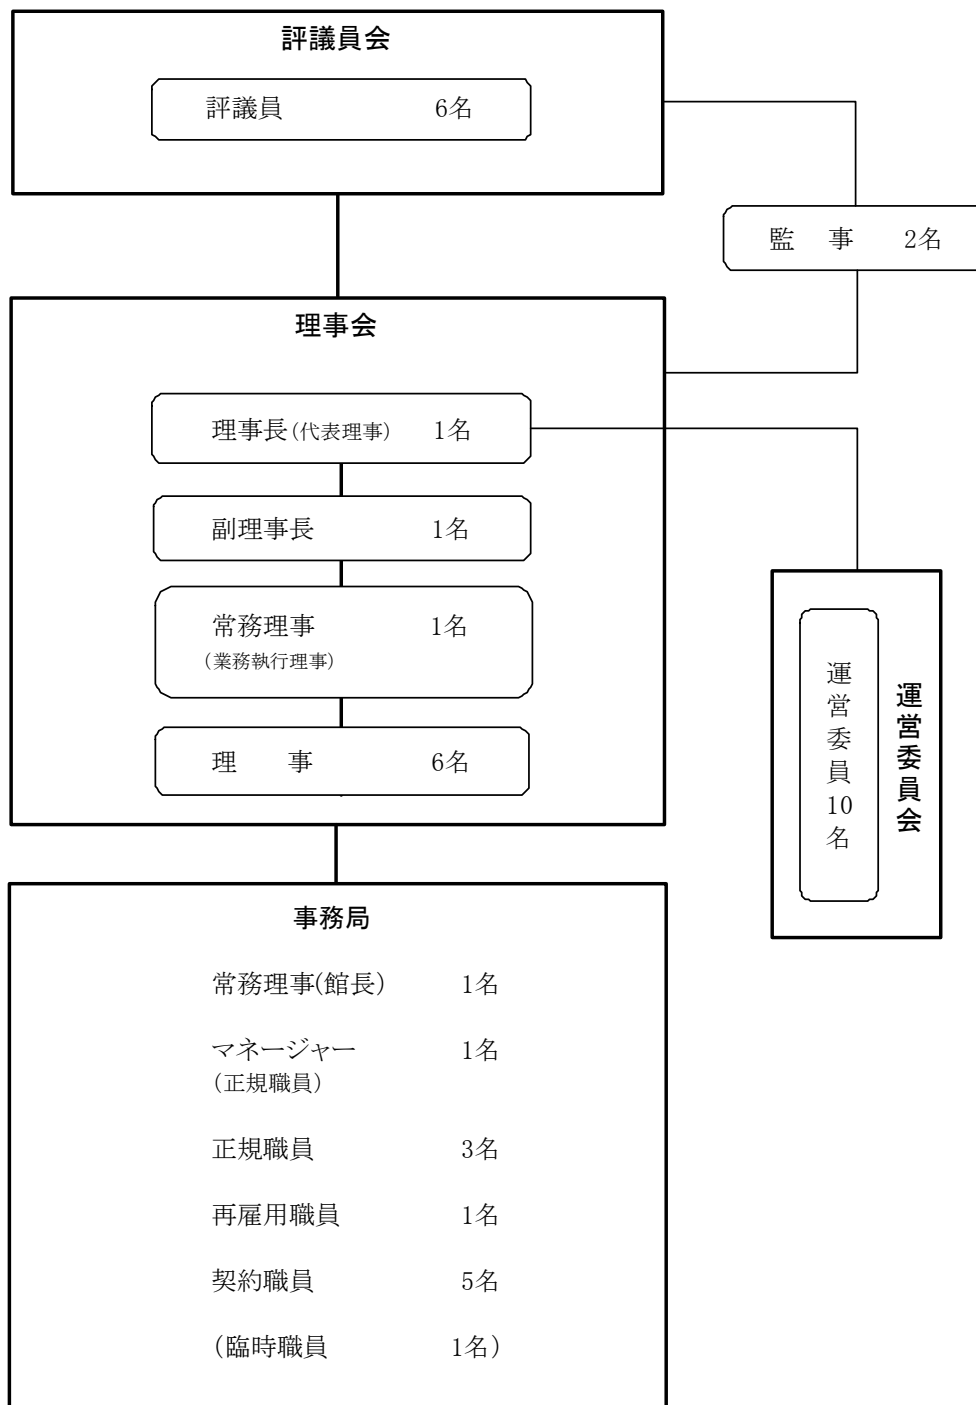 評議員会
評議員 6名
監 事 2名
理事会
理事長(代表理事) 1名
副理事長 1名
常務理事 1名
(業務執行理事)
理 事 6名
運営委員会
運営委員10名
事務局
常務理事(館長) 1名
マネージャー 1名
(正規職員)
正規職員 3名
再雇用職員 1名
契約職員 5名
(臨時職員 1名)